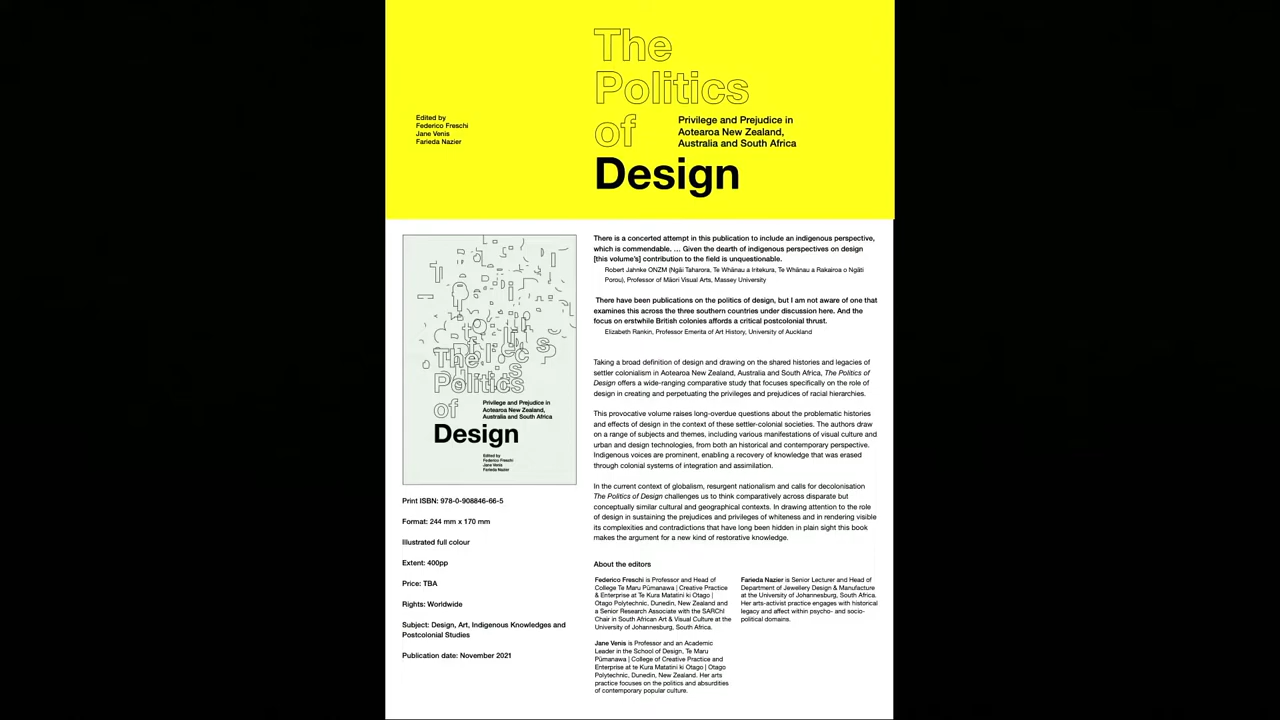 The
Politics
of
Design
Privilege and Prejudice in
Aotearoa New Zealand,
Australia and South Africa
Edited by
Federico Freschi
Jane Venis
Farieda Nazier
The
Politics
of
Privilege and Prejudice in
Aotearoa New Zealand,
Australia and South Africa
Design
Edited by
Federico Freschi
Jane Venis
Farieda Nazier
Print ISBN: 978-0-908846-66-5
Format: 244 mm x 170 mm
Illustrated full colour
Extent: 400pp
Price: TBA
Rights: Worldwide
Subject: Design, Art, Indigenous Knowledges and
Postcolonial Studies
Publication date: November 2021
There is a concerted attempt in this publication to include an indigenous perspective,
which is commendable. … Given the dearth of indigenous perspectives on design
[this volume's] contribution to the field is unquestionable.
Robert Jahnke ONZM (Ngāi Taharora, Te Whānau a Iritekura, Te Whānau a Rakairoa o Ngāti
Porou), Professor of Māori Visual Arts, Massey University
There have been publications on the politics of design, but I am not aware of one that
examines this across the three southern countries under discussion here. And the
focus on erstwhile British colonies affords a critical postcolonial thrust.
Elizabeth Rankin, Professor Emerita of Art History, University of Auckland
Taking a broad definition of design and drawing on the shared histories and legacies of
settler colonialism in Aotearoa New Zealand, Australia and South Africa, The Politics of
Design offers a wide-ranging comparative study that focuses specifically on the role of
design in creating and perpetuating the privileges and prejudices of racial hierarchies.
This provocative volume raises long-overdue questions about the problematic histories
and effects of design in the context of these settler-colonial societies. The authors draw
on a range of subjects and themes, including various manifestations of visual culture and
urban and design technologies, from both an historical and contemporary perspective.
Indigenous voices are prominent, enabling a recovery of knowledge that was erased
through colonial systems of integration and assimilation.
In the current context of globalism, resurgent nationalism and calls for decolonisation
The Politics of Design challenges us to think comparatively across disparate but
conceptually similar cultural and geographical contexts. In drawing attention to the role
of design in sustaining the prejudices and privileges of whiteness and in rendering visible
its complexities and contradictions that have long been hidden in plain sight this book
makes the argument for a new kind of restorative knowledge.
About the editors
Federico Freschi is Professor and Head of
College Te Maru Pūmanawa | Creative Practice
& Enterprise at Te Kura Matatini ki Otago |
Otago Polytechnic, Dunedin, New Zealand and
a Senior Research Associate with the SARChI
Chair in South African Art & Visual Culture at the
University of Johannesburg, South Africa.
Jane Venis is Professor and an Academic
Leader in the School of Design, Te Maru
Pūmanawa | College of Creative Practice and
Enterprise at te Kura Matatini ki Otago | Otago
Polytechnic, Dunedin, New Zealand. Her arts
practice focuses on the politics and absurdities
of contemporary popular culture.
Farieda Nazier is Senior Lecturer and Head of
Department of Jewellery Design & Manufacture
at the University of Johannesburg, South Africa.
Her arts-activist practice engages with historical
legacy and affect within psycho- and socio-
political domains.